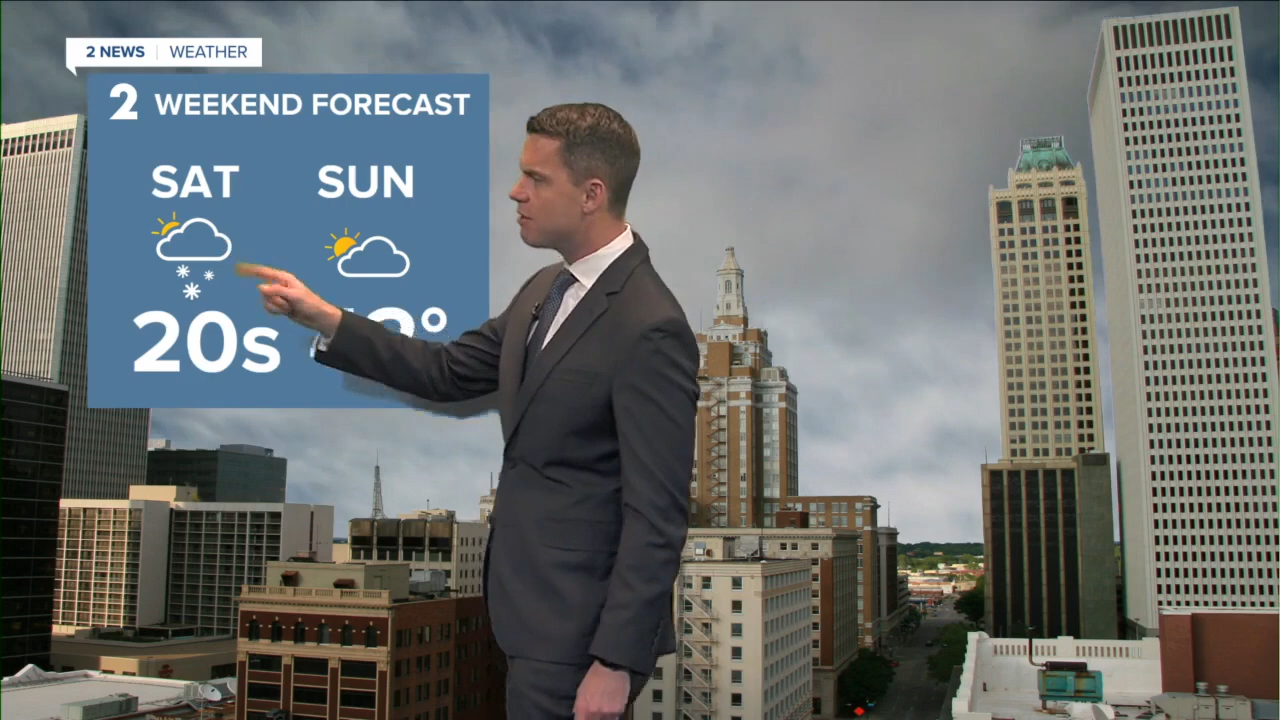 2 NEWS | WEATHER
2 WEEKEND FORECAST
SAT SUN
20s